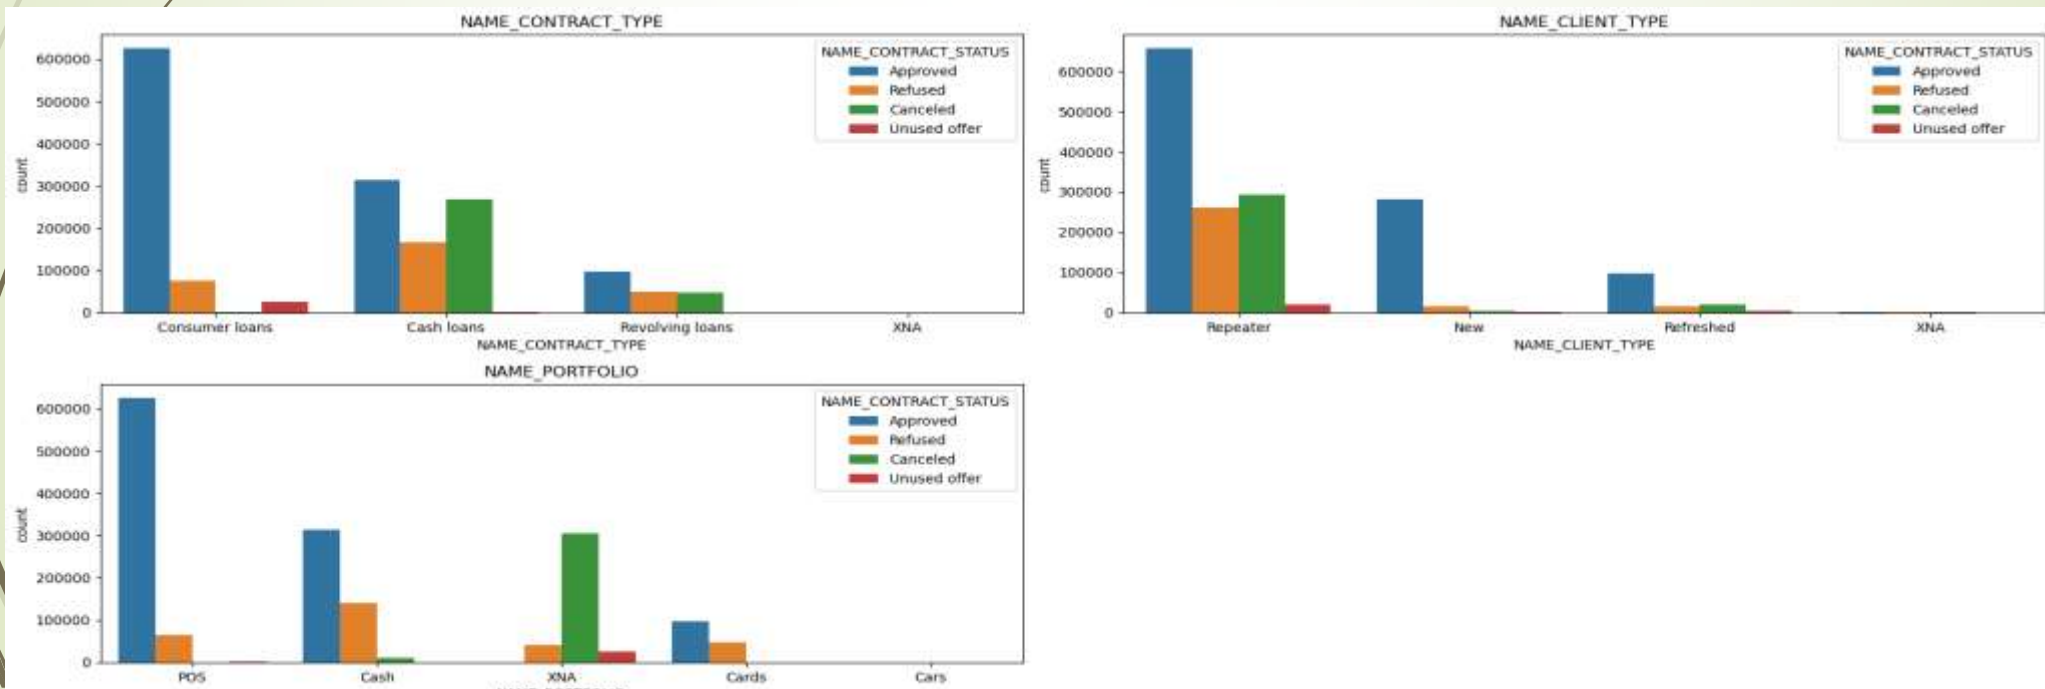 NAME_CONTRACT_TYPE
NAME_CONTRACT_STATUS
Approved
Refused
Canceled
Unused offer
600000
500000
400000
300000
200000
100000
0
count
Consumer loans Cash loans Revolving loans XNA
NAME_CONTRACT_TYPE
NAME_CLIENT_TYPE
NAME_CONTRACT_STATUS
Approved
Refused
Canceled
Unused offer
600000
500000
400000
300000
200000
100000
0
count
Repeater New Refreshed XNA
NAME_CLIENT_TYPE
NAME_PORTFOLIO
NAME_CONTRACT_STATUS
Approved
Refused
Canceled
Unused offer
600000
500000
400000
300000
200000
100000
0
count
POS Cash XNA Cards Cars